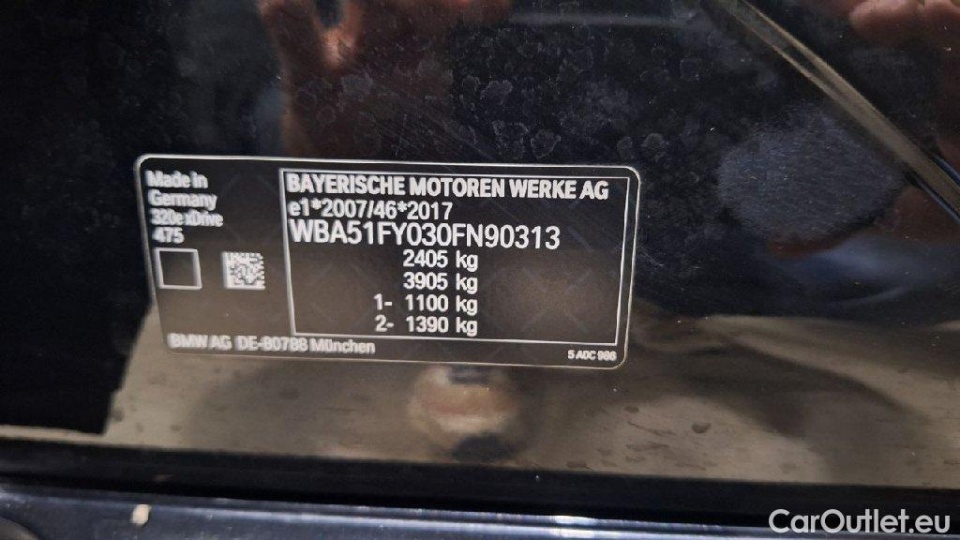 Made in
Germany
320e xDrive
475
BAYERISCHE MOTOREN WERKE AG
e1*2007/46*2017
WBA51FY030FN90313
2405 kg
3905 kg
1- 1100 kg
2- 1390 kg
BMW AG DE-80788 München
5 A0C 986
CarOutlet.eu